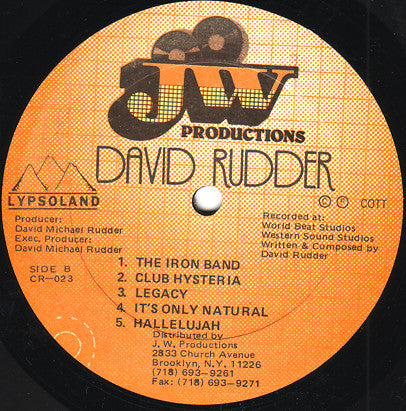 JW
PRODUCTIONS
DAVID RUDDER
LYPSOLAND
© ℗ COTT
Producer:
David Michael Rudder
Exec, Producer:
David Michael Rudder
Recorded at:
World Beat Studios
Western Sound Studios
Written & Composed by
David Rudder
SIDE B
CR-023
1. THE IRON BAND
2. CLUB HYSTERIA
3. LEGACY
4. IT'S ONLY NATURAL
5. HALLELUJAH
Distributed by
J. W. Productions
2833 Church Avenue
Brooklyn, N.Y. 11226
(718) 693-9261
Fax: (718) 693-9271